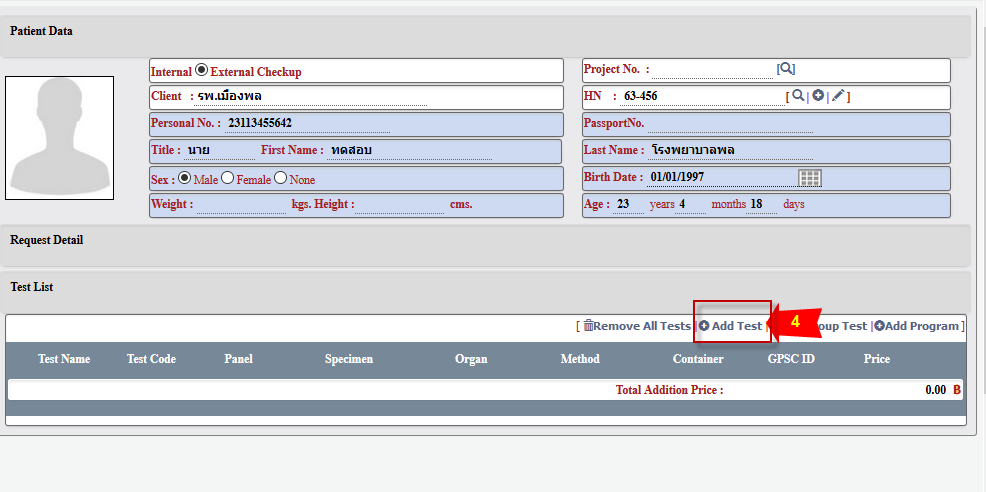 Patient Data
Internal External Checkup
Project No. : []
Client : รพ.เมืองพล
HN : 63-456 [ | | ]
Personal No. : 23113455642
PassportNo.
Title : นาย First Name : ทดสอบ
Last Name : โรงพยาบาลพล
Sex : Male Female None
Birth Date : 01/01/1997
Weight : kgs. Height : cms.
Age : 23 years 4 months 18 days
Request Detail
Test List
[ Remove All Tests | Add Test | 4 oup Test | Add Program ]
Test Name Test Code Panel Specimen Organ Method Container GPSC ID Price
Total Addition Price : 0.00 ฿